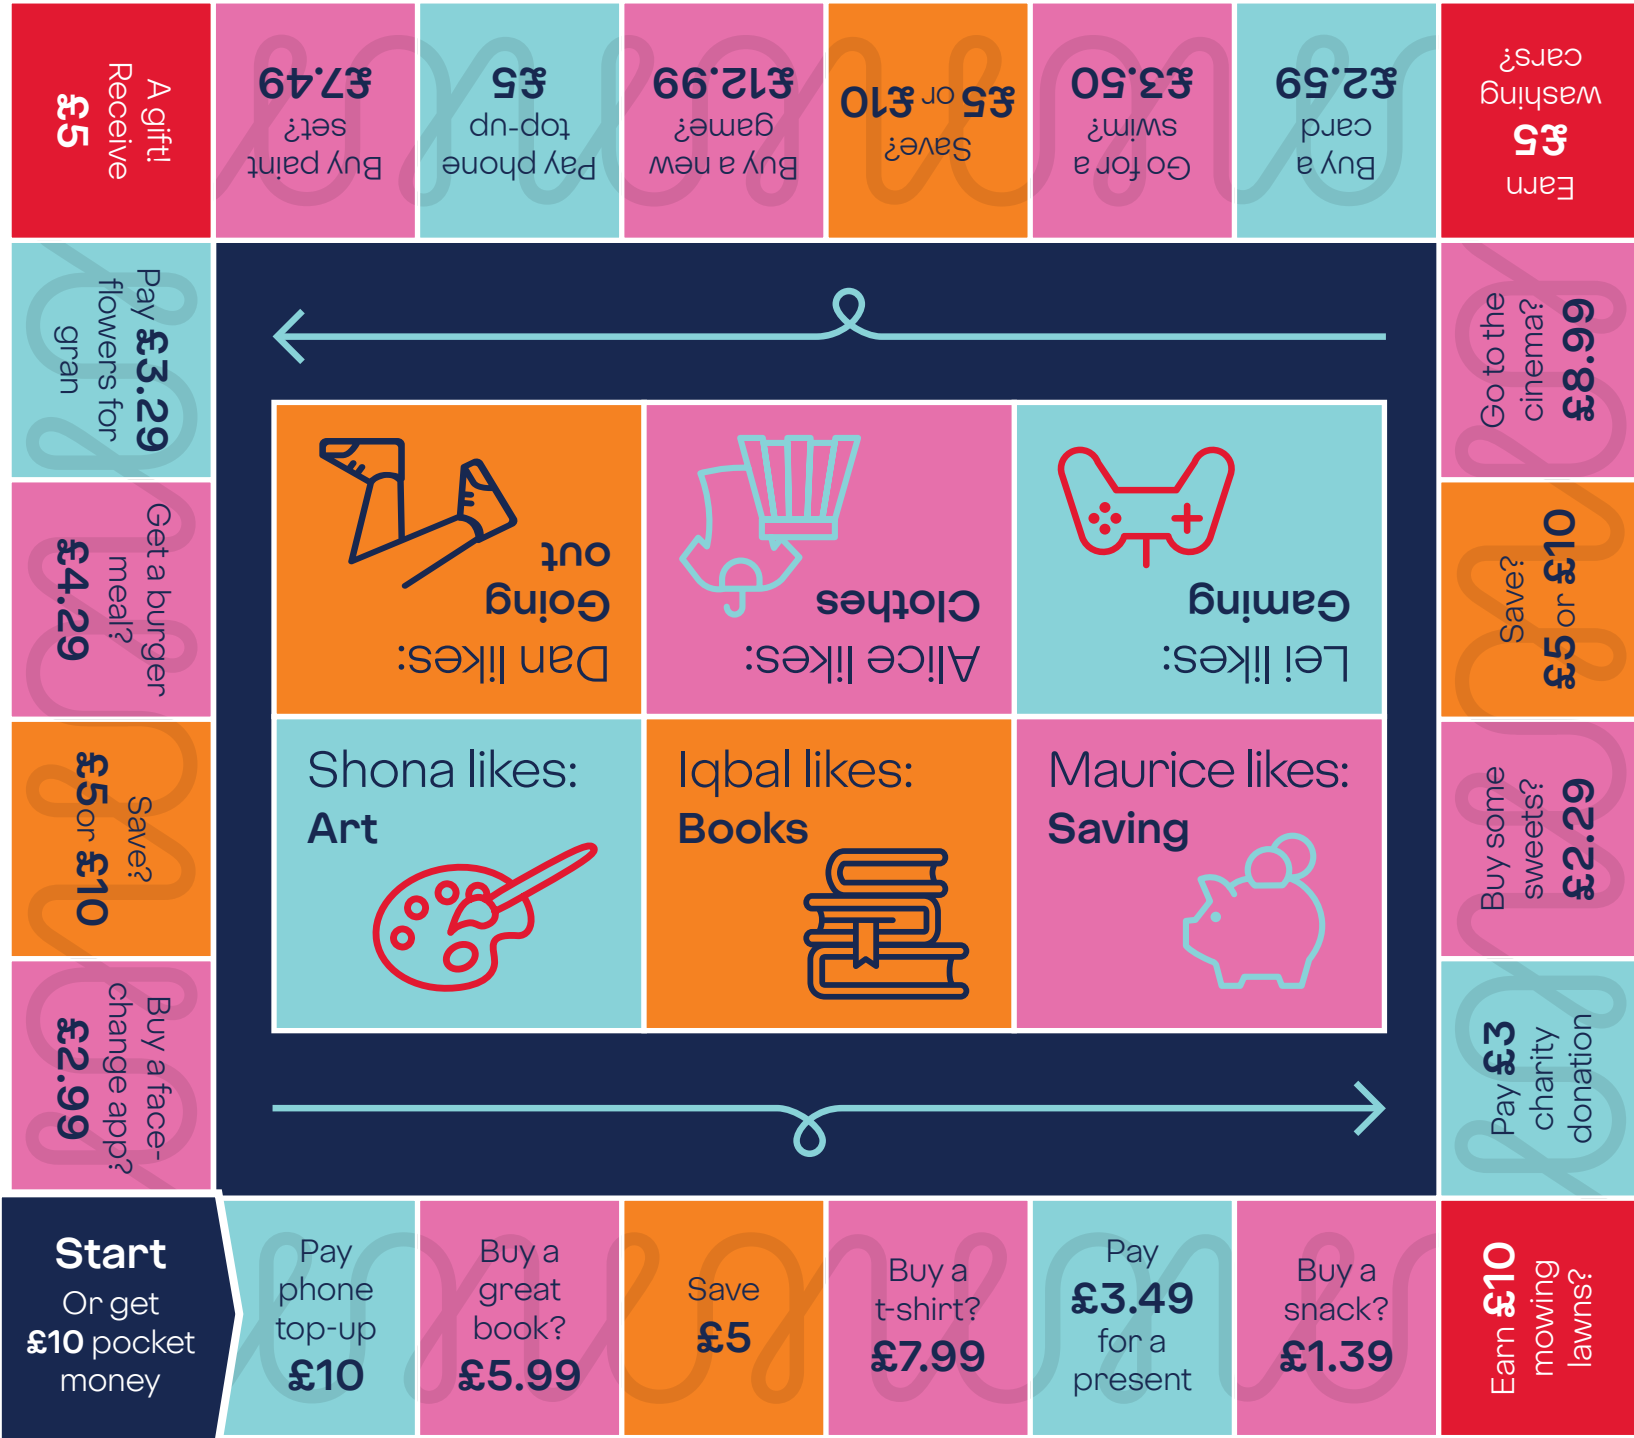 Start
Or get
£10 pocket
money
Pay
phone
top-up
£10
Buy a
great
book?
£5.99
Save
£5
Buy a
t-shirt?
£7.99
Pay
£3.49
for a
present
Buy a
snack?
£1.39
Earn £10
mowing
lawns?
Pay £3
charity
donation
Buy some
sweets?
£2.29
Save?
£5 or £10
Go to the
cinema?
£8.99
Earn
£5
washing
cars?
Buy a
card
£2.59
Go for a
swim?
£3.50
Save?
£5 or £10
Buy a new
game?
£12.99
Pay phone
top-up
£5
Buy paint
set?
£7.49
A gift!
Receive
£5
Pay £3.29
flowers for
gran
Get a burger
meal?
£4.29
Save?
£5 or £10
Buy a face-
change app?
£2.99
Dan likes:
Going
out
Alice likes:
Clothes
Lei likes:
Gaming
Shona likes:
Art
Iqbal likes:
Books
Maurice likes:
Saving